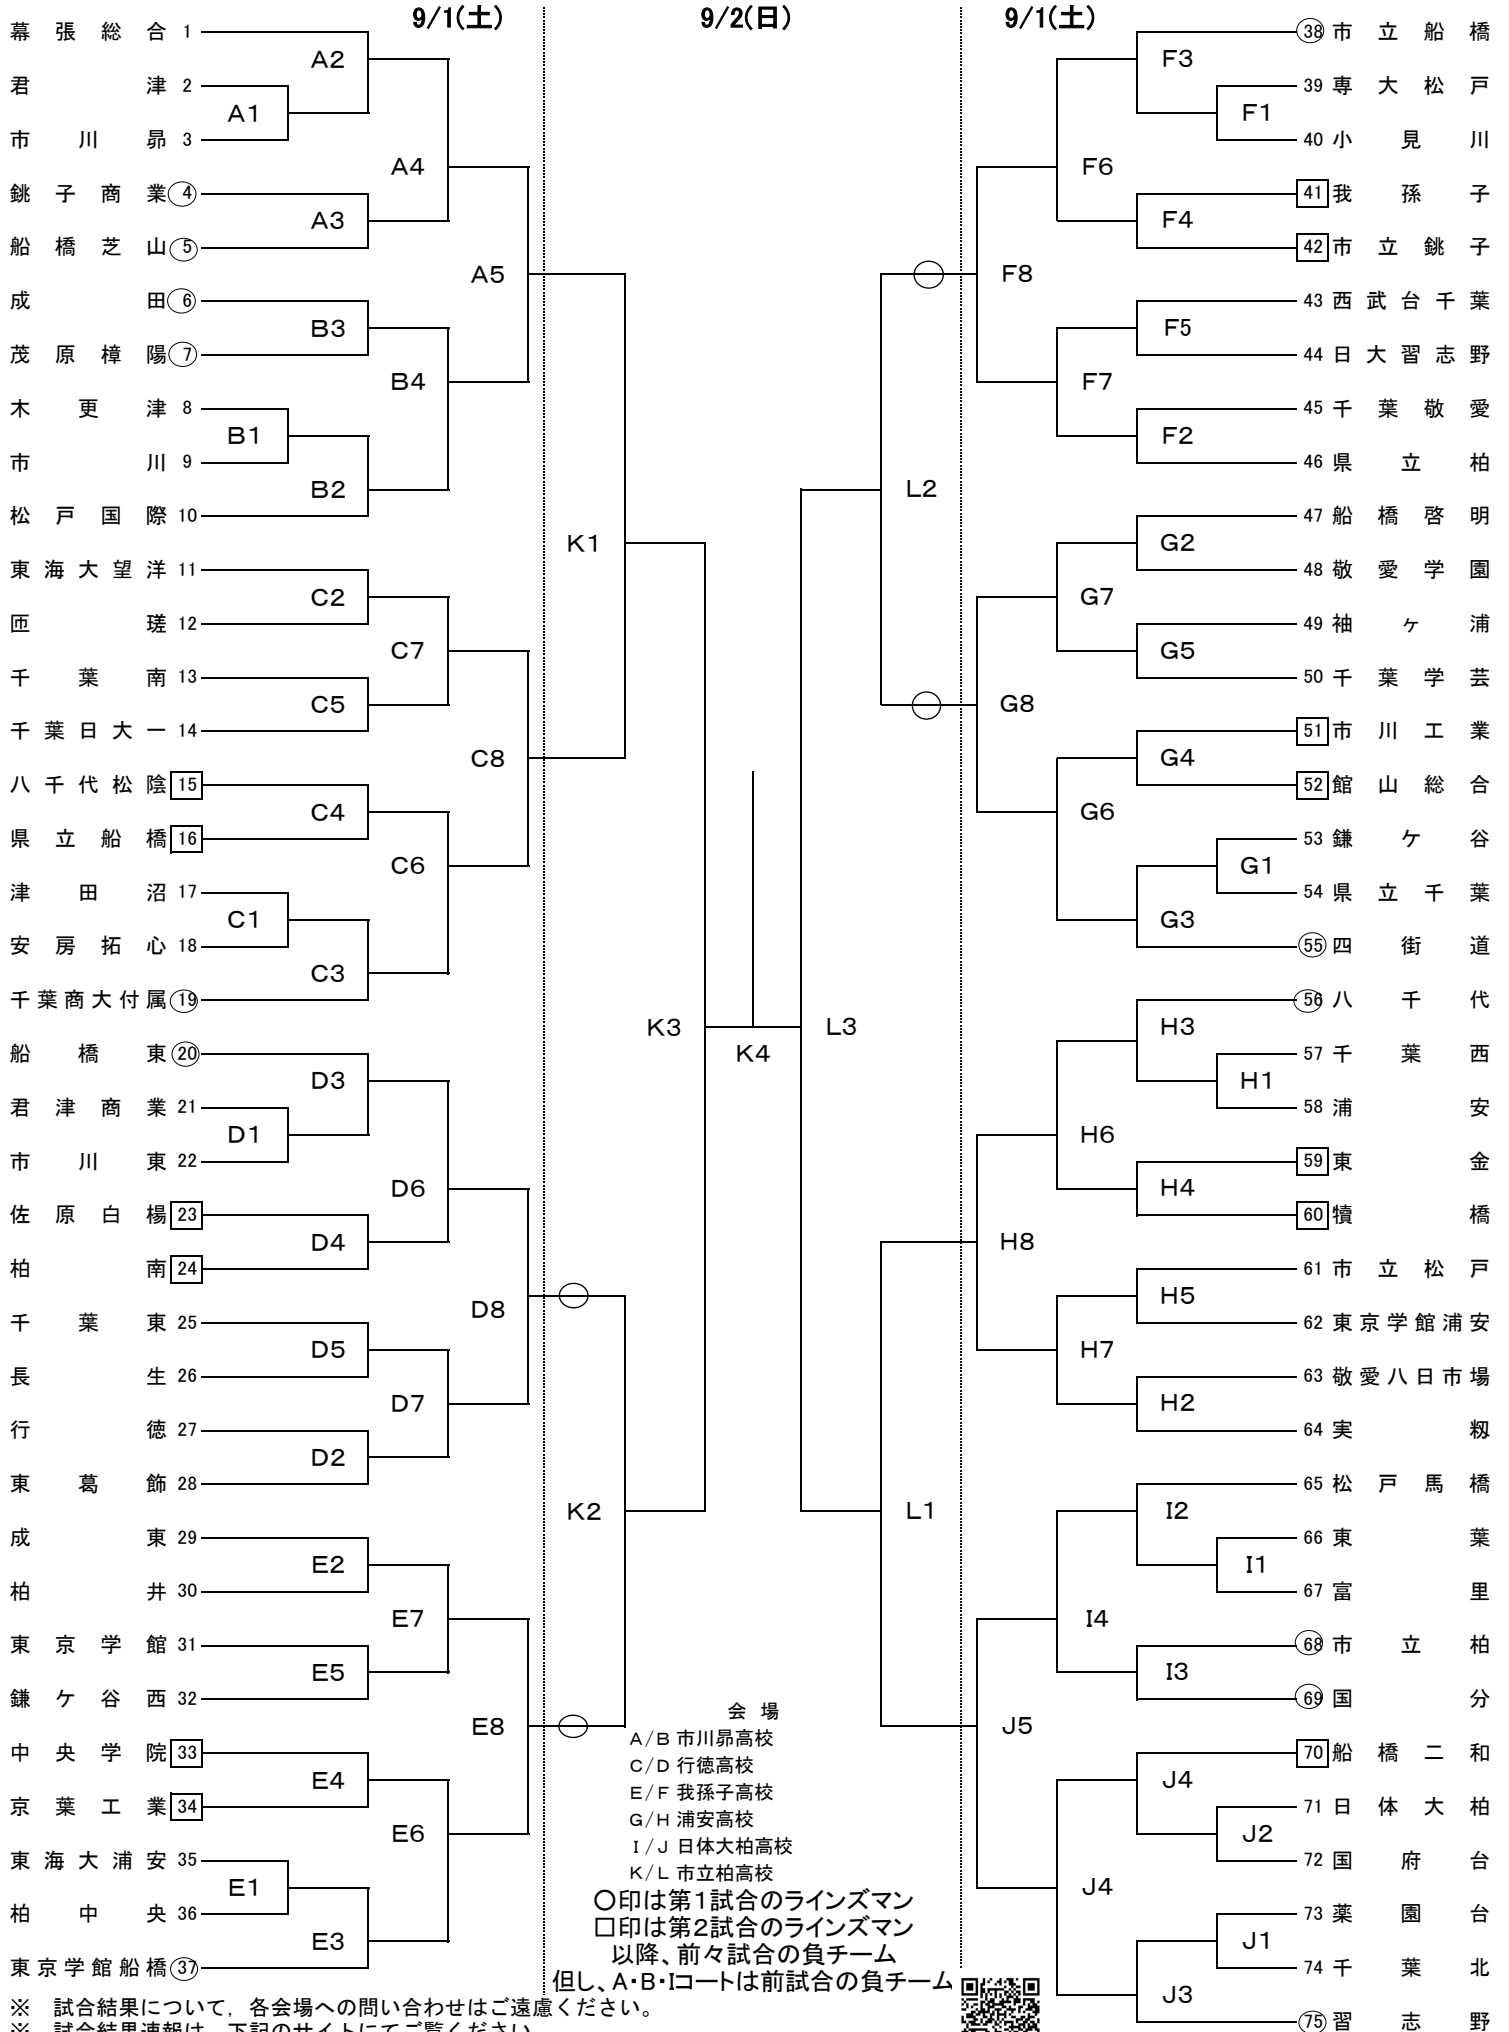 9/1(土) 9/2(日) 9/1(土)
幕張総合 1
君津 2
市川昴 3
銚子商業 4
船橋芝山 5
成田 6
茂原樟陽 7
木更津 8
市川 9
松戸国際 10
東海大望洋 11
匝瑳 12
千葉南 13
千葉日大一 14
八千代松陰 15
県立船橋 16
津田沼 17
安房拓心 18
千葉商大付属 19
船橋東 20
君津商業 21
市川東 22
佐原白楊 23
柏南 24
千葉東 25
長生 26
行徳 27
東葛飾 28
成東 29
柏井 30
東京学館 31
鎌ケ谷西 32
中央学院 33
京葉工業 34
東海大浦安 35
柏中央 36
東京学館船橋 37
A2
A1
A4
A3
A5
B3
B4
B1
B2
K1
C2
C7
C5
C8
C4
C6
C1
C3
K3
D3
D1
D6
D4
D8
D5
D7
D2
K2
E2
E7
E5
E8
E4
E6
E1
E3
K4
L3
L2
L1
F3
F1
F6
F4
F8
F5
F7
F2
G2
G7
G5
G8
G4
G6
G1
G3
H3
H1
H6
H4
H8
H5
H7
H2
I2
I1
I4
I3
J5
J4
J2
J4
J1
J3
38 市立船橋
39 専大松戸
40 小見川
41 我孫子
42 市立銚子
43 西武台千葉
44 日大習志野
45 千葉敬愛
46 県立柏
47 船橋啓明
48 敬愛学園
49 袖ヶ浦
50 千葉学芸
51 市川工業
52 館山総合
53 鎌ケ谷
54 県立千葉
55 四街道
56 八千代
57 千葉西
58 浦安
59 東金
60 犢橋
61 市立松戸
62 東京学館浦安
63 敬愛八日市場
64 実籾
65 松戸馬橋
66 東葉
67 富里
68 市立柏
69 国分
70 船橋二和
71 日体大柏
72 国府台
73 薬園台
74 千葉北
75 習志野
会場
A/B 市川昴高校
C/D 行徳高校
E/F 我孫子高校
G/H 浦安高校
I/J 日体大柏高校
K/L 市立柏高校
〇印は第1試合のラインズマン
□印は第2試合のラインズマン
以降、前々試合の負チーム
但し、A・B・Iコートは前試合の負チーム
※ 試合結果について，各会場への問い合わせはご遠慮ください。
※ 試合結果速報は，下記のサイトにてご覧ください